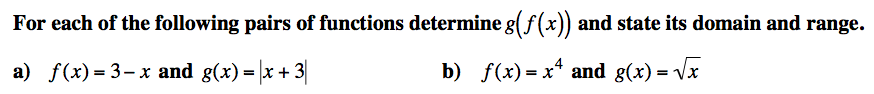 For each of the following pairs of functions determine g(f(x)) and state its domain and range.
a) f(x) = 3 − x and g(x) = |x + 3| b) f(x) = x⁴ and g(x) = √x